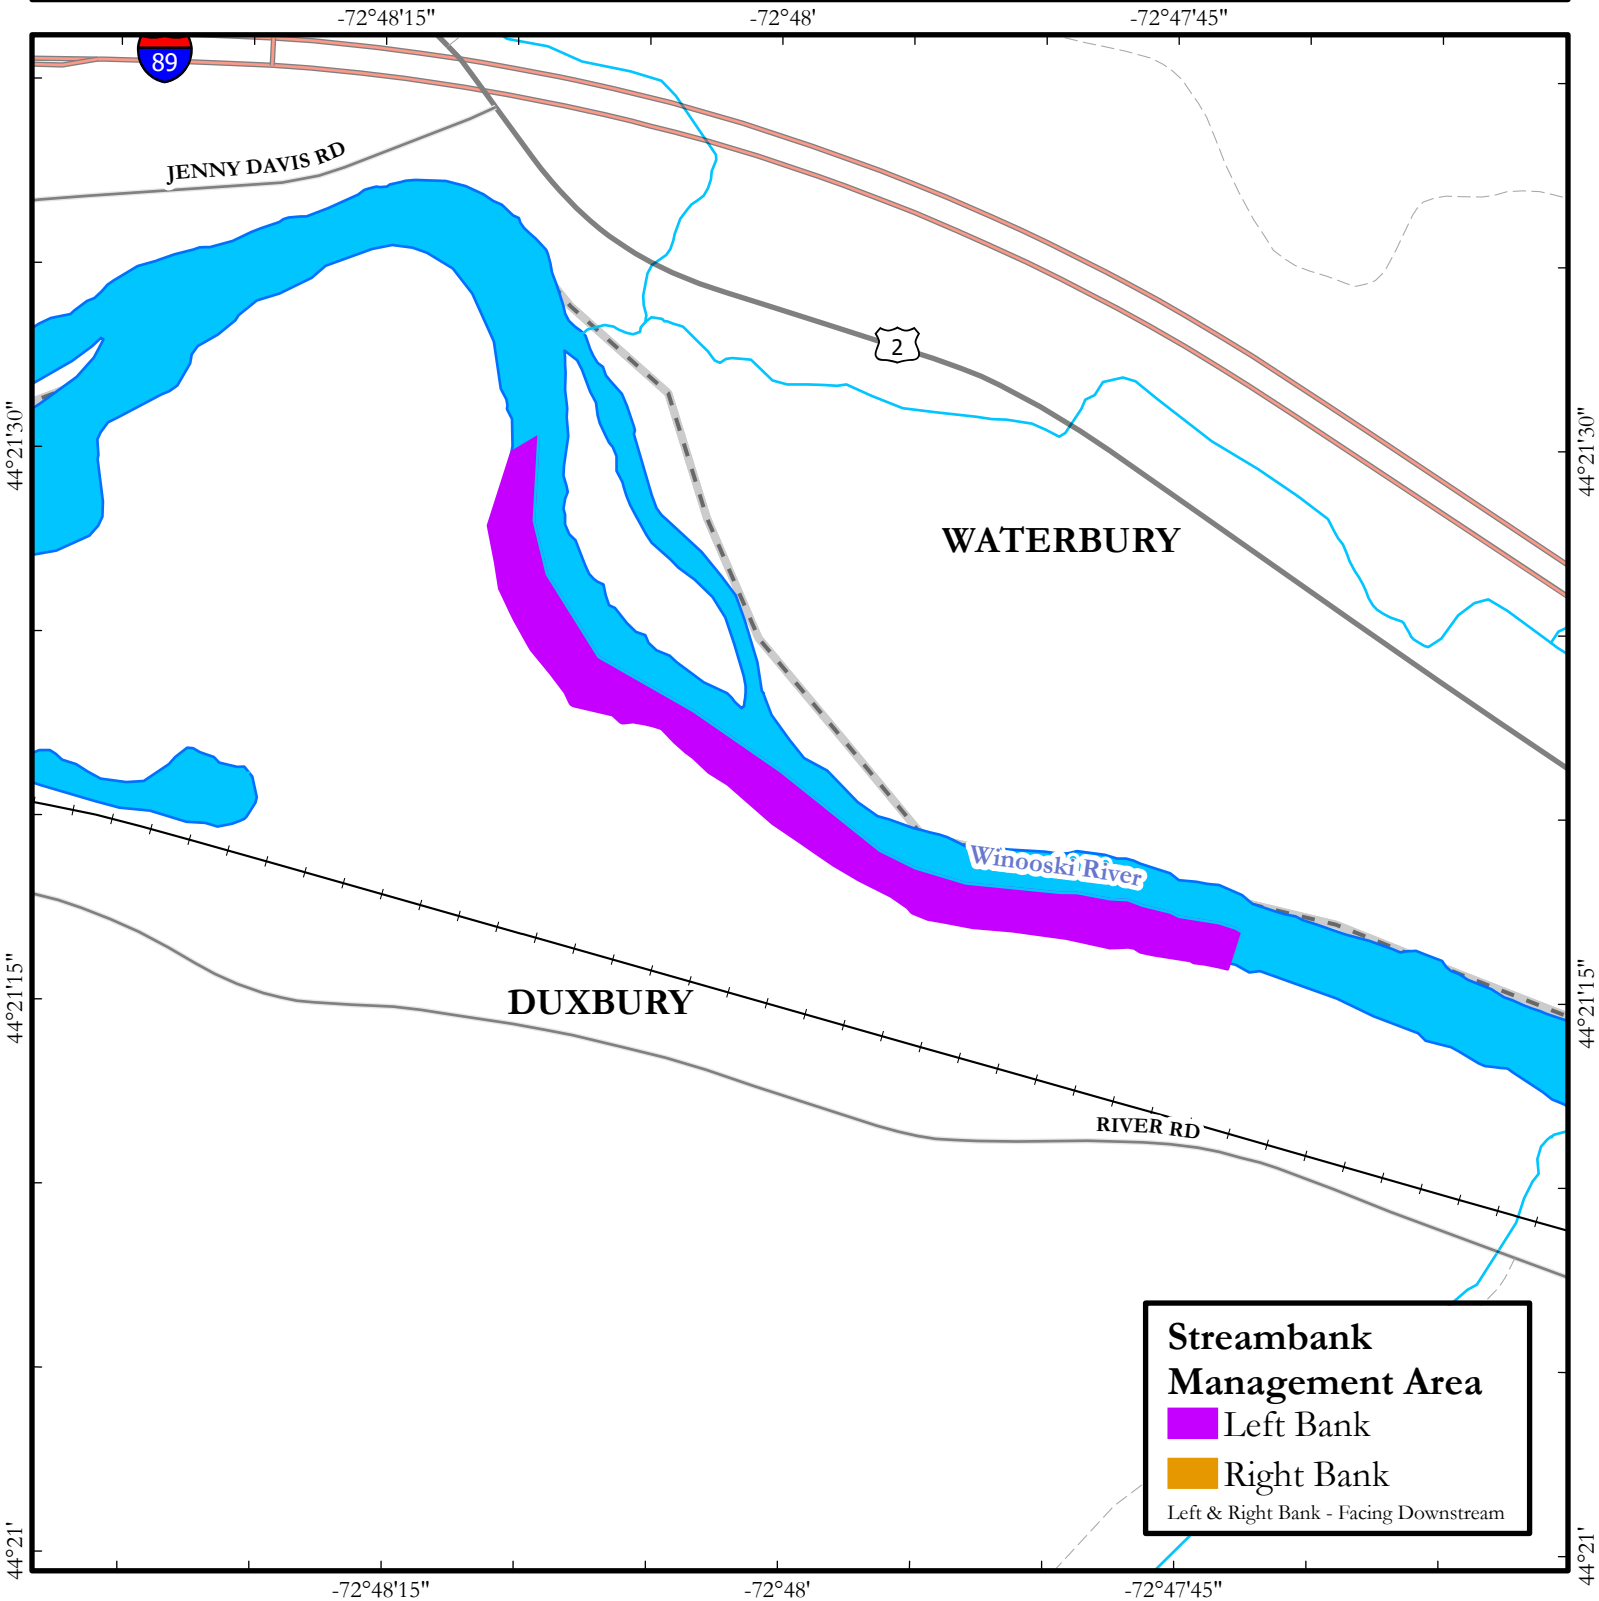 -72°48'15" -72°48' -72°47'45"
89
JENNY DAVIS RD
2
44°21'30" 44°21'30"
WATERBURY
Winooski River
44°21'15" 44°21'15"
DUXBURY
RIVER RD
Streambank
Management Area
Left Bank
Right Bank
Left & Right Bank - Facing Downstream
44°21' 44°21'
-72°48'15" -72°48' -72°47'45"